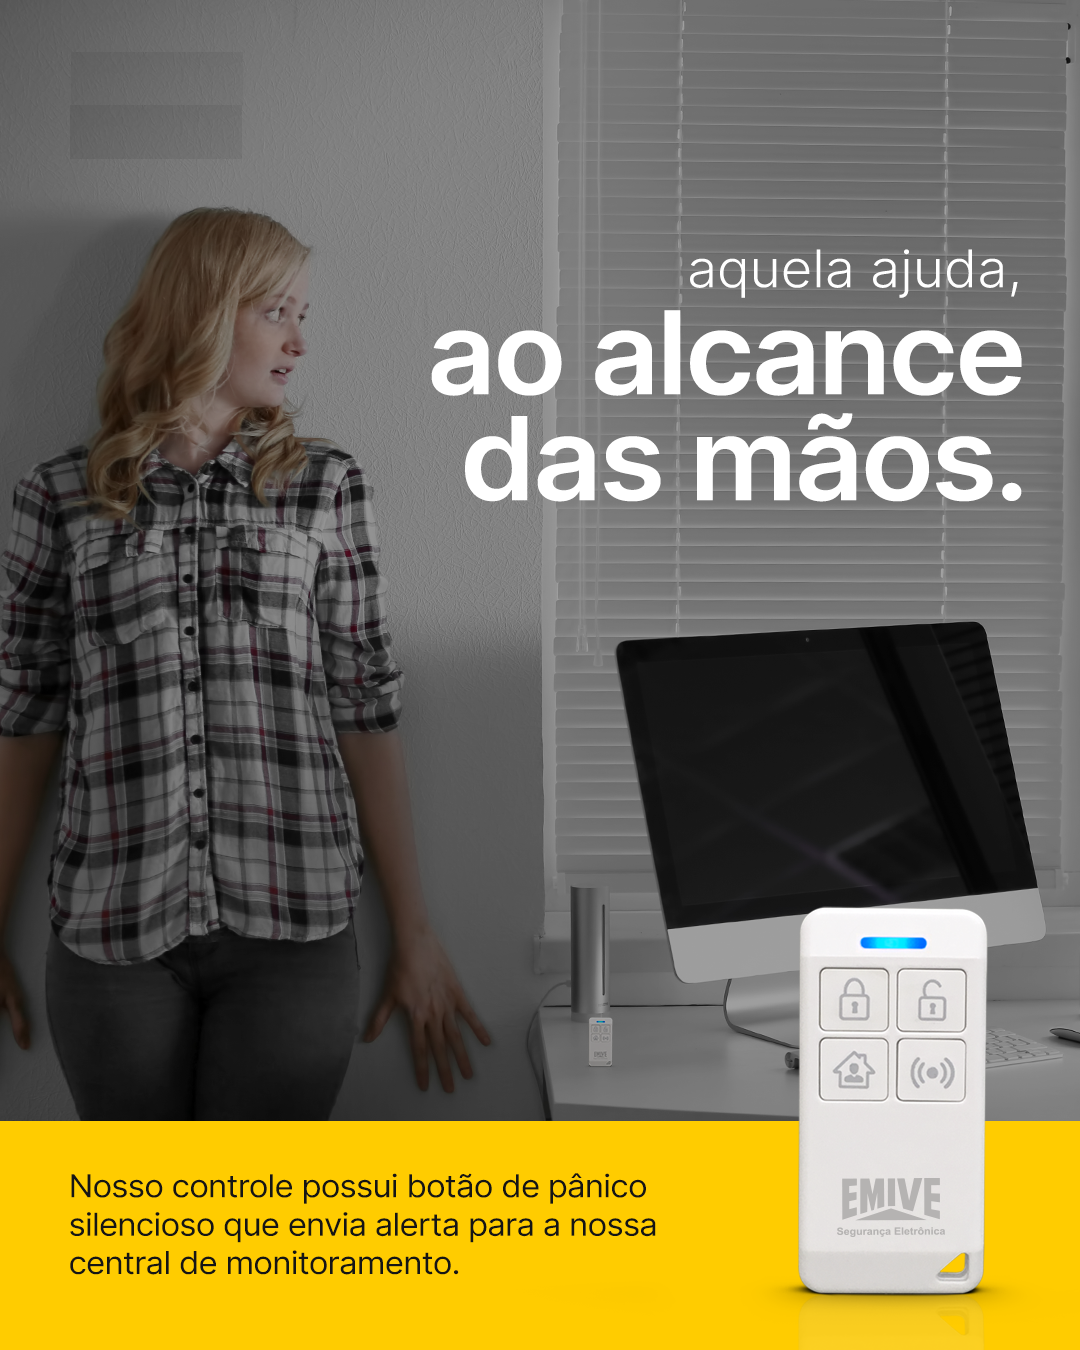 aquela ajuda,
ao alcance
das mãos.
Nosso controle possui botão de pânico
silencioso que envia alerta para a nossa
central de monitoramento.
EMIVE
Segurança Eletrônica
EMIVE